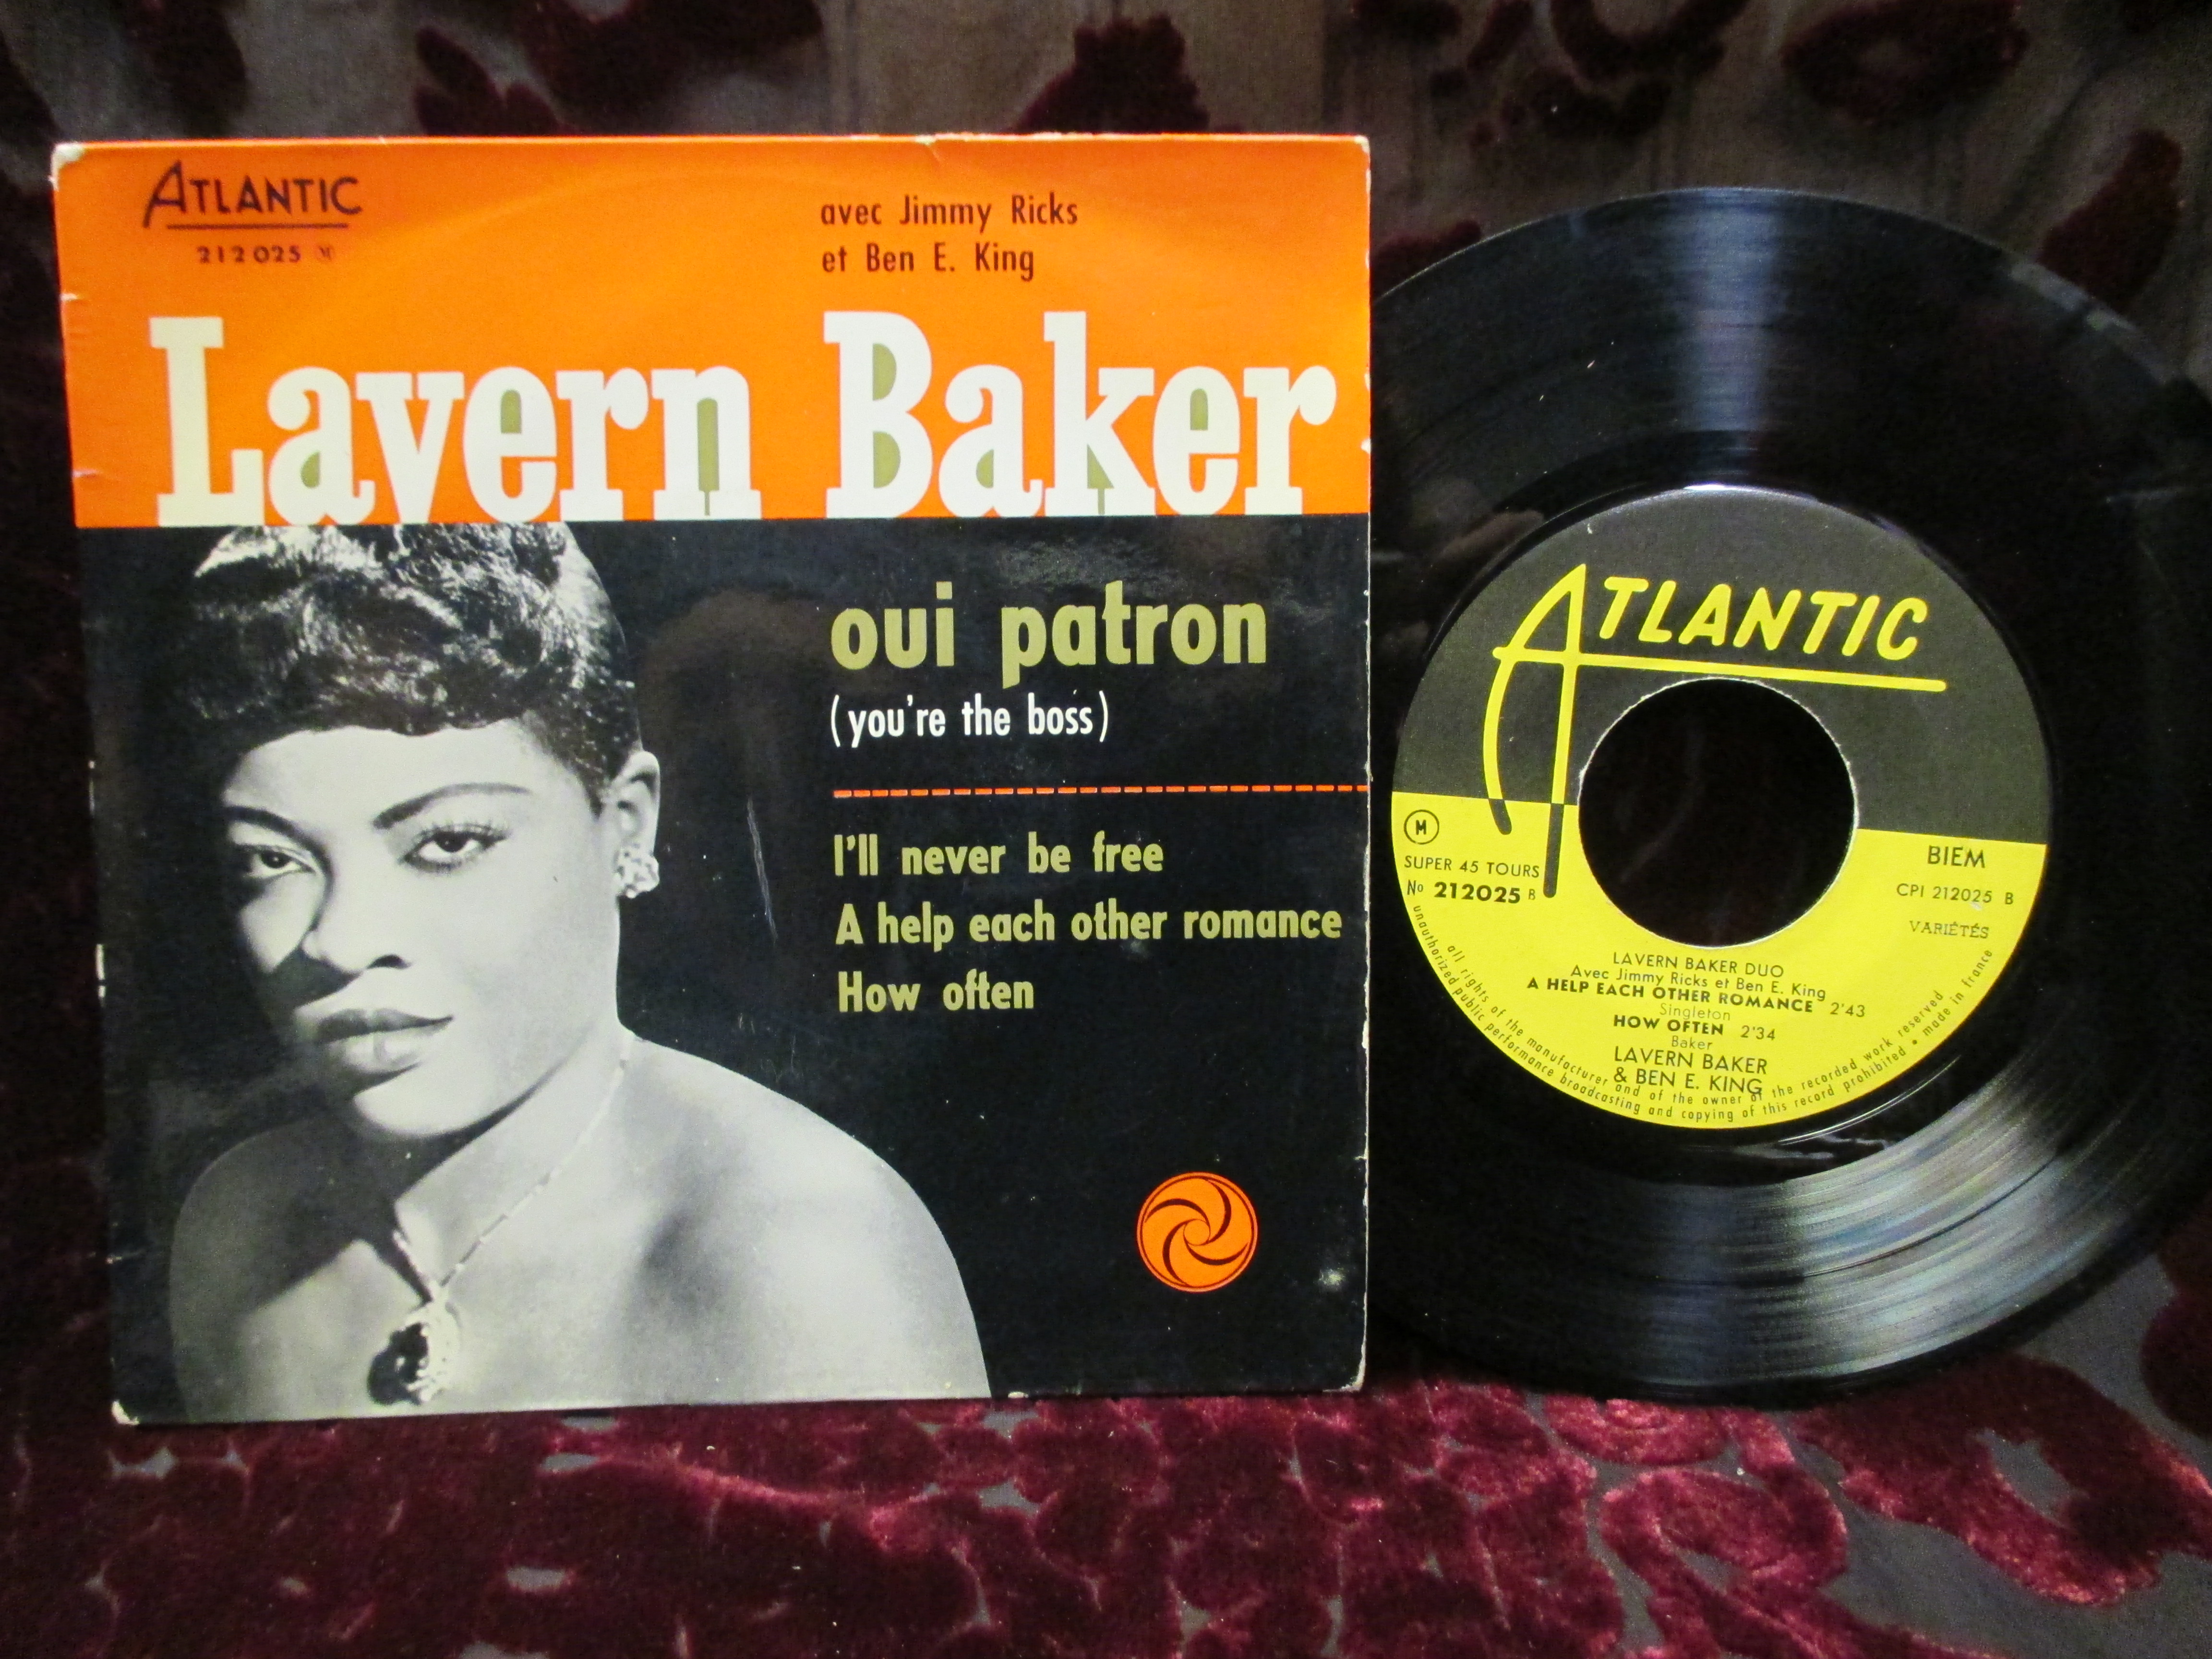 ATLANTIC
212 025 M
avec Jimmy Ricks
et Ben E. King
Lavern Baker
oui patron
(you're the boss)
I'll never be free
A help each other romance
How often
ATLANTIC
M
SUPER 45 TOURS
No 212025 B
BIEM
CPI 212025 B
VARIÉTÉS
LAVERN BAKER DUO
Avec Jimmy Ricks et Ben E. King
A HELP EACH OTHER ROMANCE 2'43
Singleton
HOW OFTEN 2'34
Baker
LAVERN BAKER
& BEN E. KING
all rights of the manufacturer and of the owner of the recorded work reserved
unauthorized public performance broadcasting and copying of this record prohibited • made in france